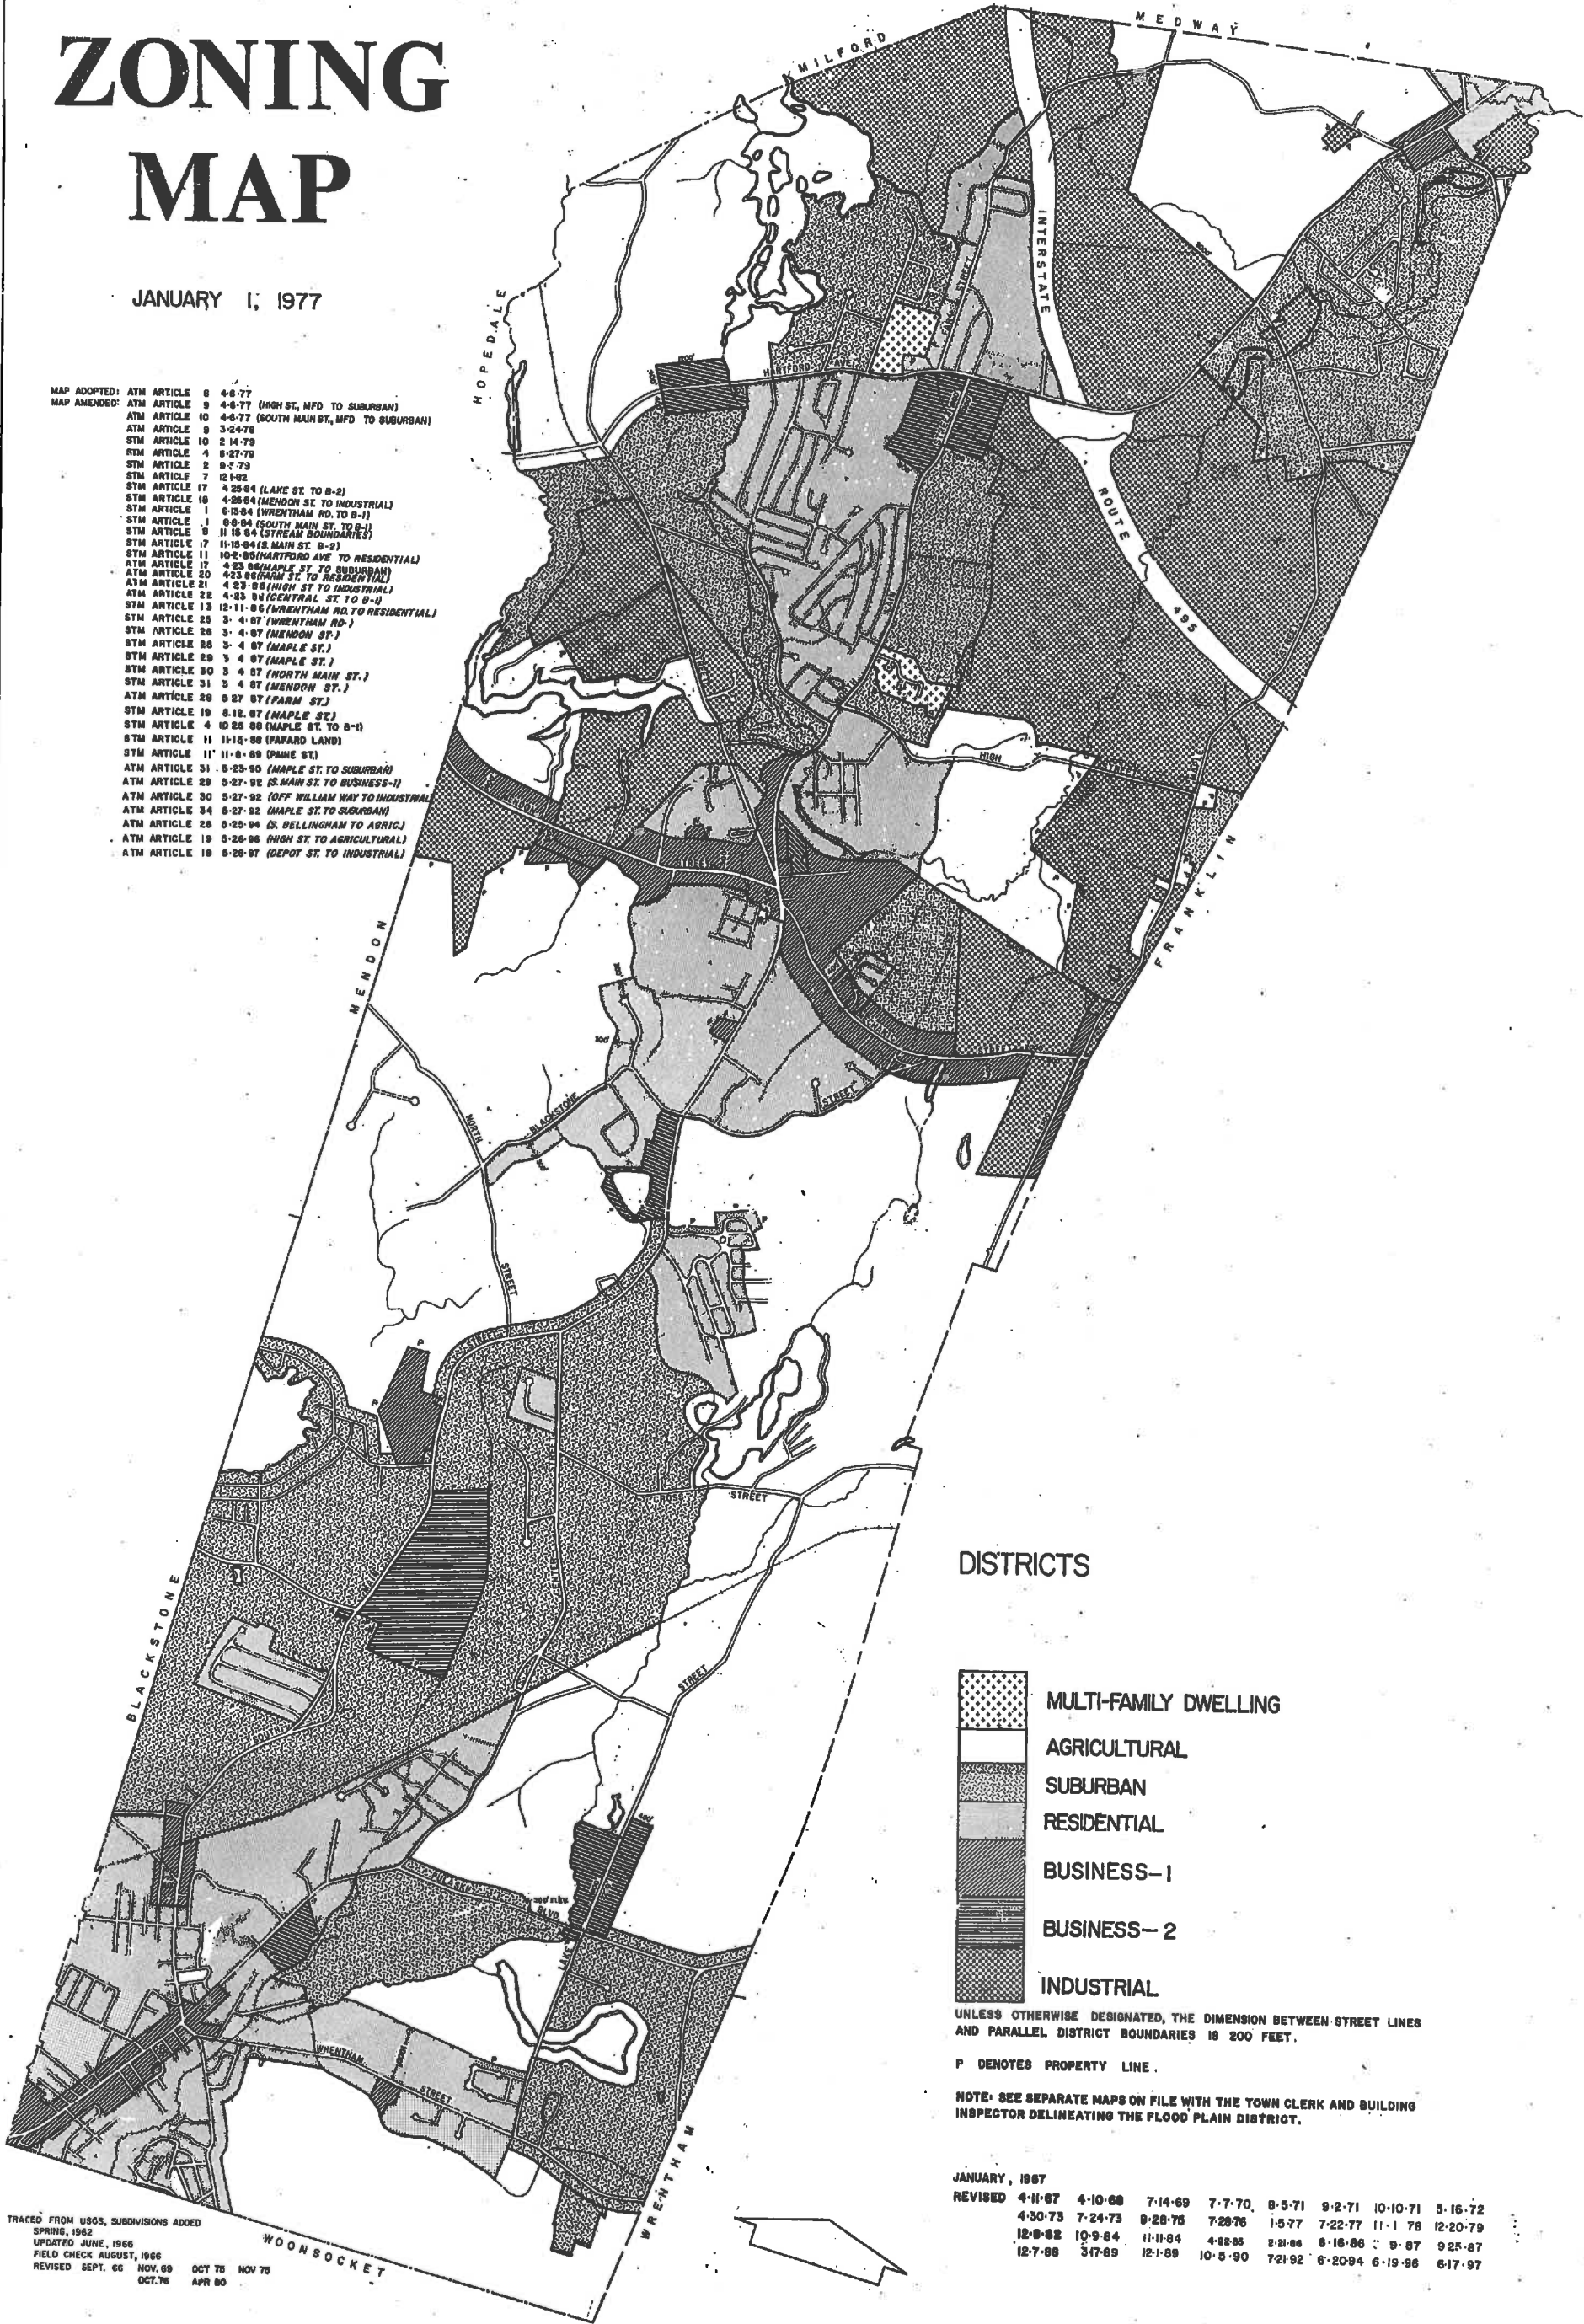 ZONING
MAP
JANUARY 1, 1977
MAP ADOPTED: ATM ARTICLE 8 4·6·77
MAP AMENDED: ATM ARTICLE 9 4·6·77 (HIGH ST., MFD TO SUBURBAN)
ATM ARTICLE 10 4·6·77 (SOUTH MAIN ST., MFD TO SUBURBAN)
ATM ARTICLE 9 3·24·78
STM ARTICLE 10 2·14·79
STM ARTICLE 4 6·27·79
STM ARTICLE 2
STM ARTICLE 7
STM ARTICLE 17 4·25·84 (LAKE ST. TO B-2)
STM ARTICLE 18 4·25·84 (MENDON ST. TO INDUSTRIAL)
STM ARTICLE 1 6·13·84 (WRENTHAM RD. TO B-1)
STM ARTICLE 1 8·8·84 (SOUTH MAIN ST. TO B-1)
STM ARTICLE 9 11·15·84 (STREAM BOUNDARIES)
STM ARTICLE 17 11·15·84 (S. MAIN ST. B-2)
STM ARTICLE 11 10·2·85 (HARTFORD AVE TO RESIDENTIAL)
ATM ARTICLE 17 4·23·86 (MAPLE ST. TO SUBURBAN)
ATM ARTICLE 20 4·23·86 (FARM ST. TO RESIDENTIAL)
ATM ARTICLE 21 4·23·86 (HIGH ST TO INDUSTRIAL)
ATM ARTICLE 22 4·23·86 (CENTRAL ST. TO B-1)
STM ARTICLE 13 12·11·86 (WRENTHAM RD. TO RESIDENTIAL)
STM ARTICLE 25 3·4·87 (WRENTHAM RD.)
STM ARTICLE 26 3·4·87 (MENDON ST.)
STM ARTICLE 28 3·4·87 (MAPLE ST.)
STM ARTICLE 29 3·4·87 (MAPLE ST.)
STM ARTICLE 30 3·4·87 (NORTH MAIN ST.)
STM ARTICLE 31 3·4·87 (MENDON ST.)
ATM ARTICLE 28 5·27·87 (FARM ST.)
STM ARTICLE 19 8·12·87 (MAPLE ST.)
STM ARTICLE 4 10·26·88 (MAPLE ST. TO B-1)
STM ARTICLE 11 11·15·88 (FAFARD LAND)
STM ARTICLE 11 11·8·89 (PAINE ST.)
ATM ARTICLE 31 5·23·90 (MAPLE ST. TO SUBURBAN)
ATM ARTICLE 29 5·27·92 (S. MAIN ST. TO BUSINESS-1)
ATM ARTICLE 30 5·27·92 (OFF WILLIAM WAY TO INDUSTRIAL
ATM ARTICLE 34 5·27·92 (MAPLE ST. TO SUBURBAN)
ATM ARTICLE 26 5·25·94 (S. BELLINGHAM TO AGRIC.)
ATM ARTICLE 19 5·26·96 (HIGH ST. TO AGRICULTURAL)
ATM ARTICLE 19 5·28·97 (DEPOT ST. TO INDUSTRIAL)
MILFORD
MEDWAY
HOPEDALE
INTERSTATE
STREET
HARTFORD AVE
ROUTE 495
STREET
HIGH STREET
MENDON
STREET
FRANKLIN
MENDON
NORTH
BLACKSTONE
STREET
STREET
STREET
CENTER
CROSS STREET
STREET
BLACKSTONE
SOUTH
PULASKI
BLVD
LAKE
WRENTHAM
STREET
WRENTHAM
WOONSOCKET
DISTRICTS
MULTI-FAMILY DWELLING
AGRICULTURAL
SUBURBAN
RESIDENTIAL
BUSINESS-1
BUSINESS-2
INDUSTRIAL
UNLESS OTHERWISE DESIGNATED, THE DIMENSION BETWEEN STREET LINES
AND PARALLEL DISTRICT BOUNDARIES IS 200 FEET.
P DENOTES PROPERTY LINE.
NOTE: SEE SEPARATE MAPS ON FILE WITH THE TOWN CLERK AND BUILDING
INSPECTOR DELINEATING THE FLOOD PLAIN DISTRICT.
JANUARY, 1967
REVISED 4·11·67 4·10·68 7·14·69 7·7·70 8·5·71 9·2·71 10·10·71 5·16·72
4·30·73 7·24·73 9·28·75 7·28·76 1·5·77 7·22·77 11·1·78 12·20·79
12·8·82 10·9·84 11·11·84 4·22·85 2·21·86 6·16·86 9·87 9·25·87
12·7·88 3·17·89 12·1·89 10·5·90 7·21·92 6·20·94 6·19·96 6·17·97
TRACED FROM USGS, SUBDIVISIONS ADDED
SPRING, 1962
UPDATED JUNE, 1966
FIELD CHECK AUGUST, 1966
REVISED SEPT. 66 NOV. 69 OCT 75 NOV 75
OCT. 76 APR 80